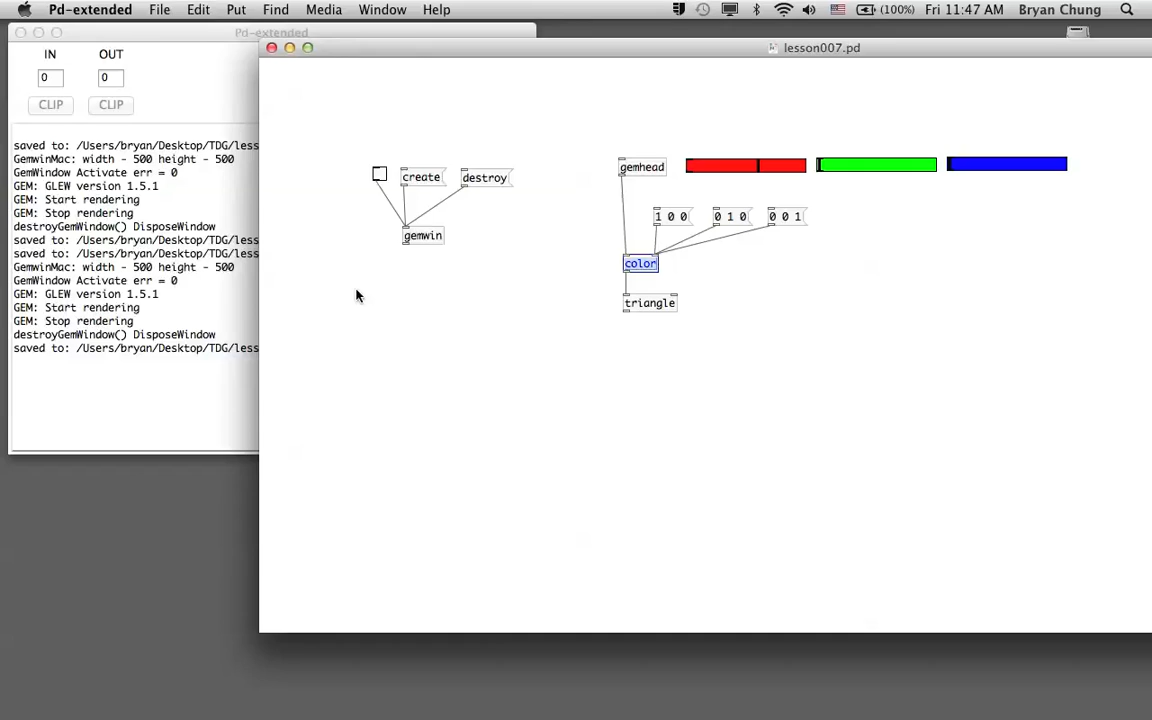 Pd-extended File Edit Put Find Media Window Help (100%) Fri 11:47 AM Bryan Chung
Pd-extended
lesson007.pd
IN OUT
0 0
CLIP CLIP
saved to: /Users/bryan/Desktop/TDG/less
GemwinMac: width - 500 height - 500
GemWindow Activate err = 0
GEM: GLEW version 1.5.1
GEM: Start rendering
GEM: Stop rendering
destroyGemWindow() DisposeWindow
saved to: /Users/bryan/Desktop/TDG/less
saved to: /Users/bryan/Desktop/TDG/less
GemwinMac: width - 500 height - 500
GemWindow Activate err = 0
GEM: GLEW version 1.5.1
GEM: Start rendering
GEM: Stop rendering
destroyGemWindow() DisposeWindow
saved to: /Users/bryan/Desktop/TDG/less
create destroy
gemwin
gemhead
1 0 0 0 1 0 0 0 1
color
triangle